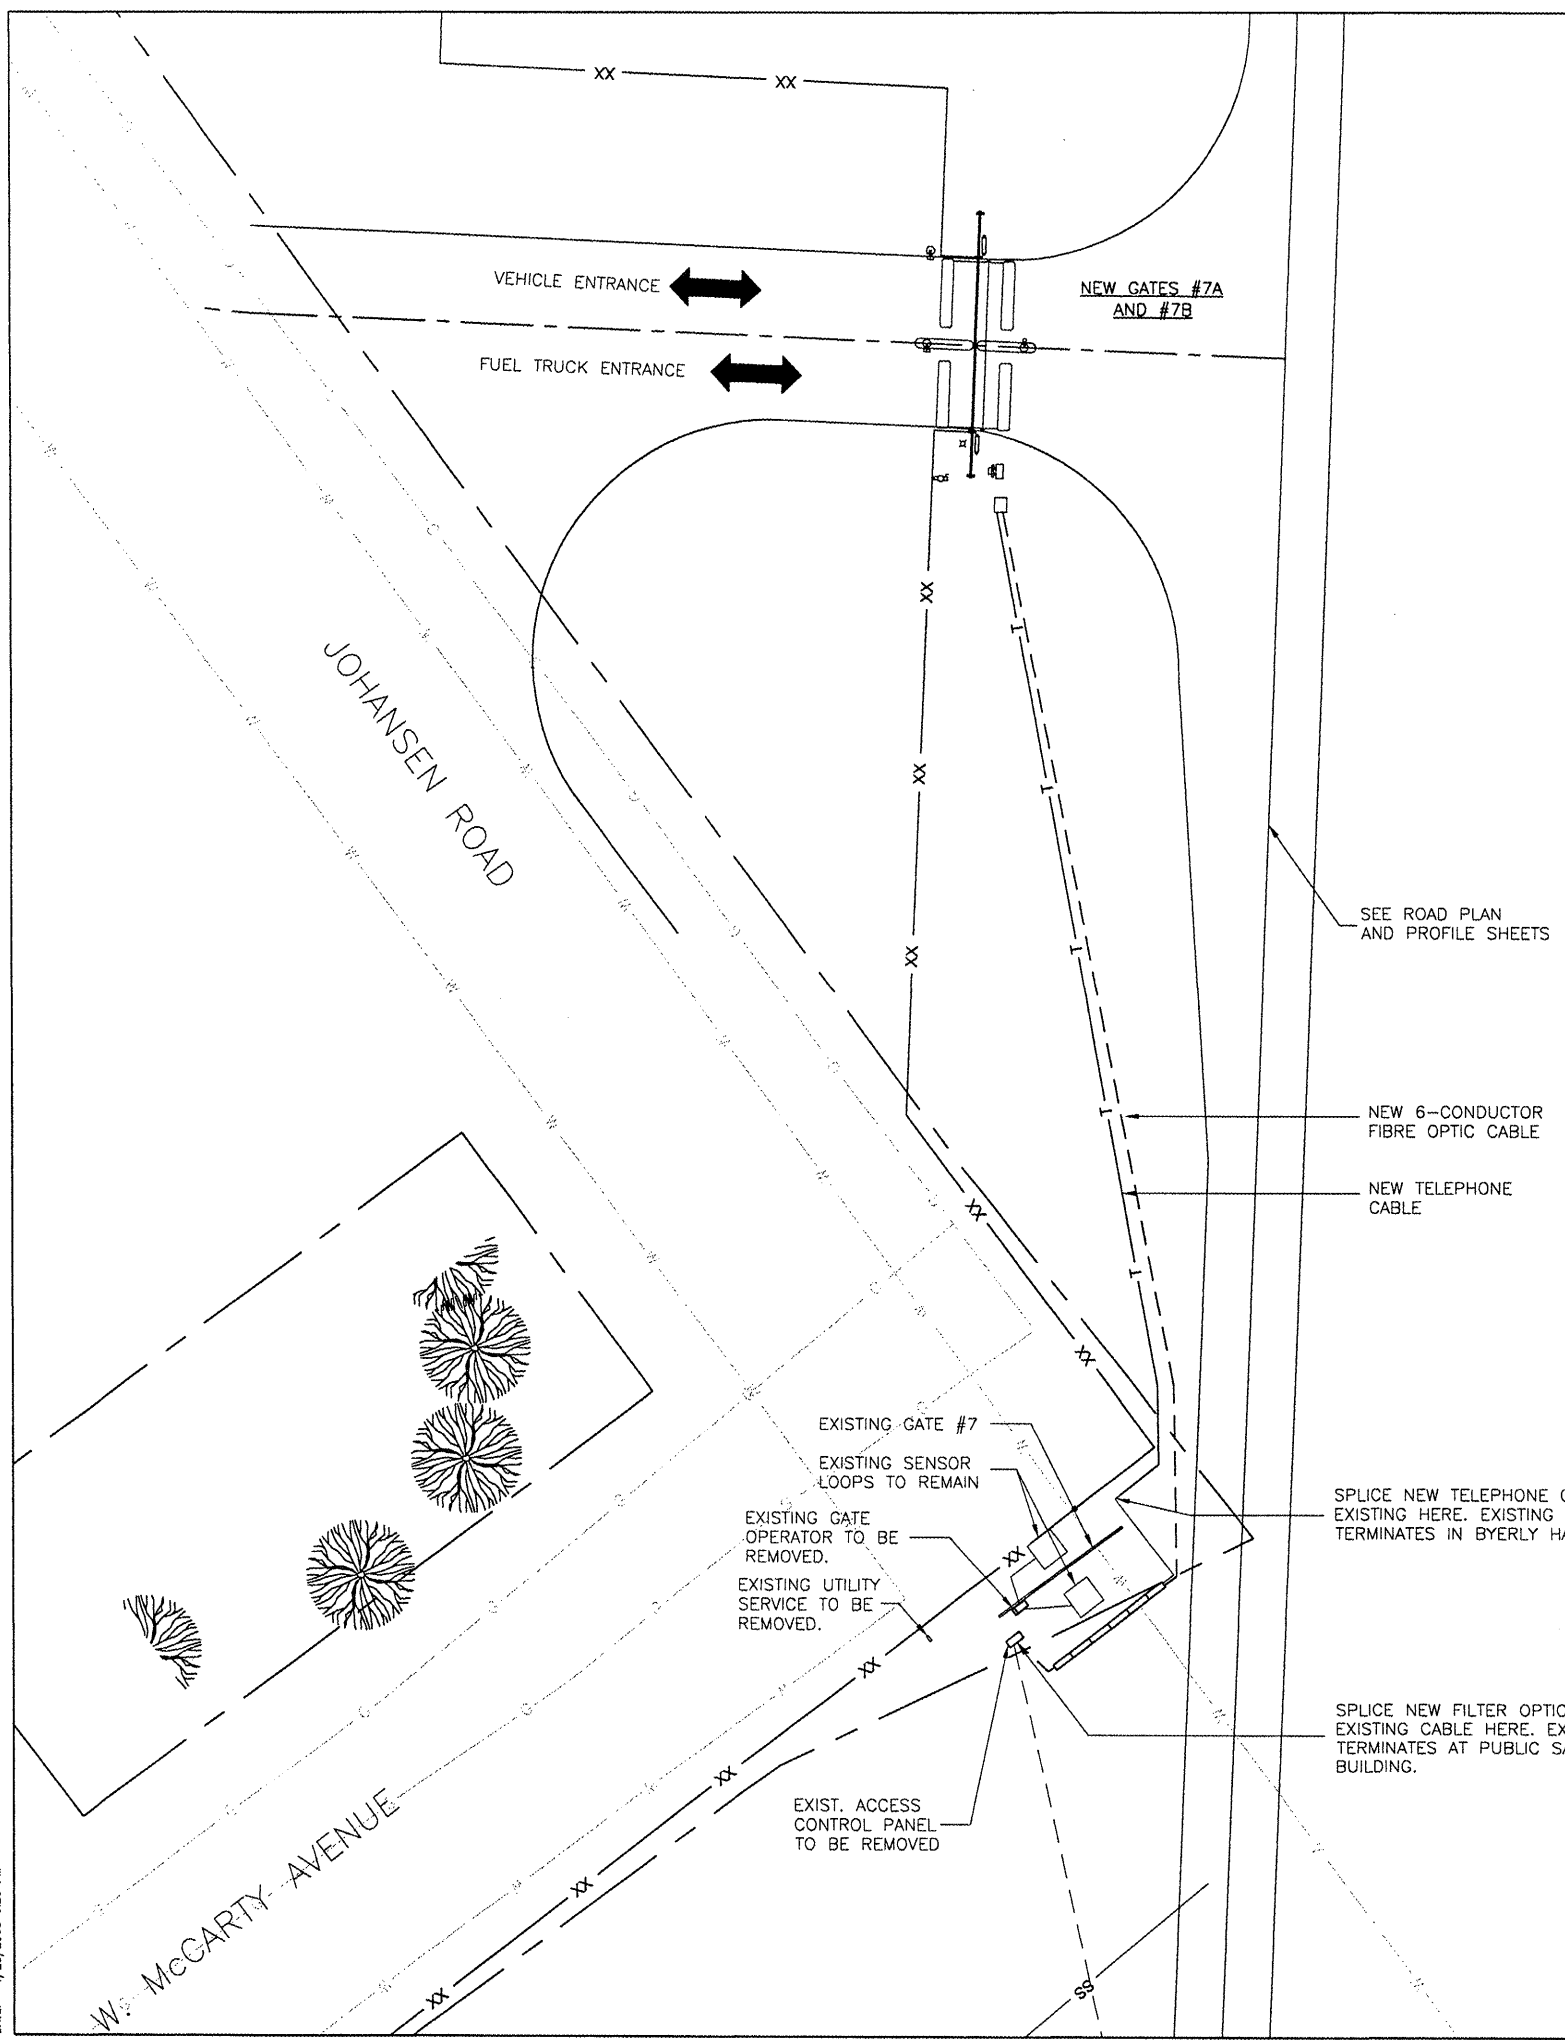 XX
XX
VEHICLE ENTRANCE
NEW GATES #7A
AND #7B
FUEL TRUCK ENTRANCE
XX
T
JOHANSEN ROAD
XX
T
SEE ROAD PLAN
AND PROFILE SHEETS
XX
T
NEW 6-CONDUCTOR
FIBRE OPTIC CABLE
T
NEW TELEPHONE
CABLE
XX
T
XX
EXISTING GATE #7
EXISTING SENSOR
LOOPS TO REMAIN
SPLICE NEW TELEPHONE
EXISTING HERE. EXISTING
TERMINATES IN BYERLY
EXISTING GATE
OPERATOR TO BE
REMOVED.
XX
EXISTING UTILITY
SERVICE TO BE
REMOVED.
XX
SPLICE NEW FILTER OPTIC
EXISTING CABLE HERE.
TERMINATES AT PUBLIC
BUILDING.
XX
EXIST. ACCESS
CONTROL PANEL
TO BE REMOVED
W. McCARTY AVENUE
XX
XX
SS